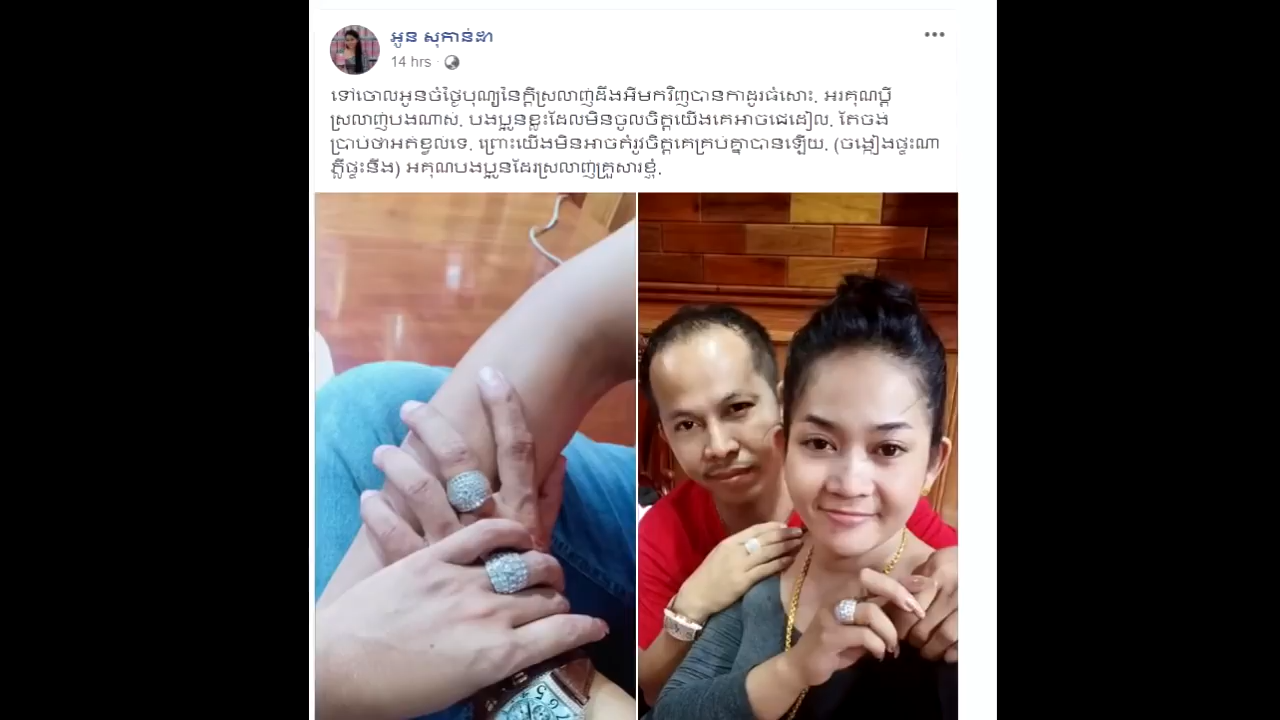 អូន សុកាន់ដា
14 hrs ·
ទៅចោលអូនចំថ្ងៃបុណ្យនៃក្តីស្រលាញ់ដឹងអីមកវិញបានកាដូរធំសោះ. អរគុណប្តី
ស្រលាញ់បងណាស់. បងប្អូនខ្លះដែលមិនចូលចិត្តយើងគេអាចជេដៀល. តែចង់
ប្រាប់ថាអត់ខ្វល់ទេ. ព្រោះយើងមិនអាចតំរូវចិត្តគេគ្រប់គ្នាបានឡើយ. (ចង្កៀងផ្ទះណា
ភ្លឺផ្ទះនឹង) អគុណបងប្អូនដែរស្រលាញ់គ្រួសារខ្ញុំ.